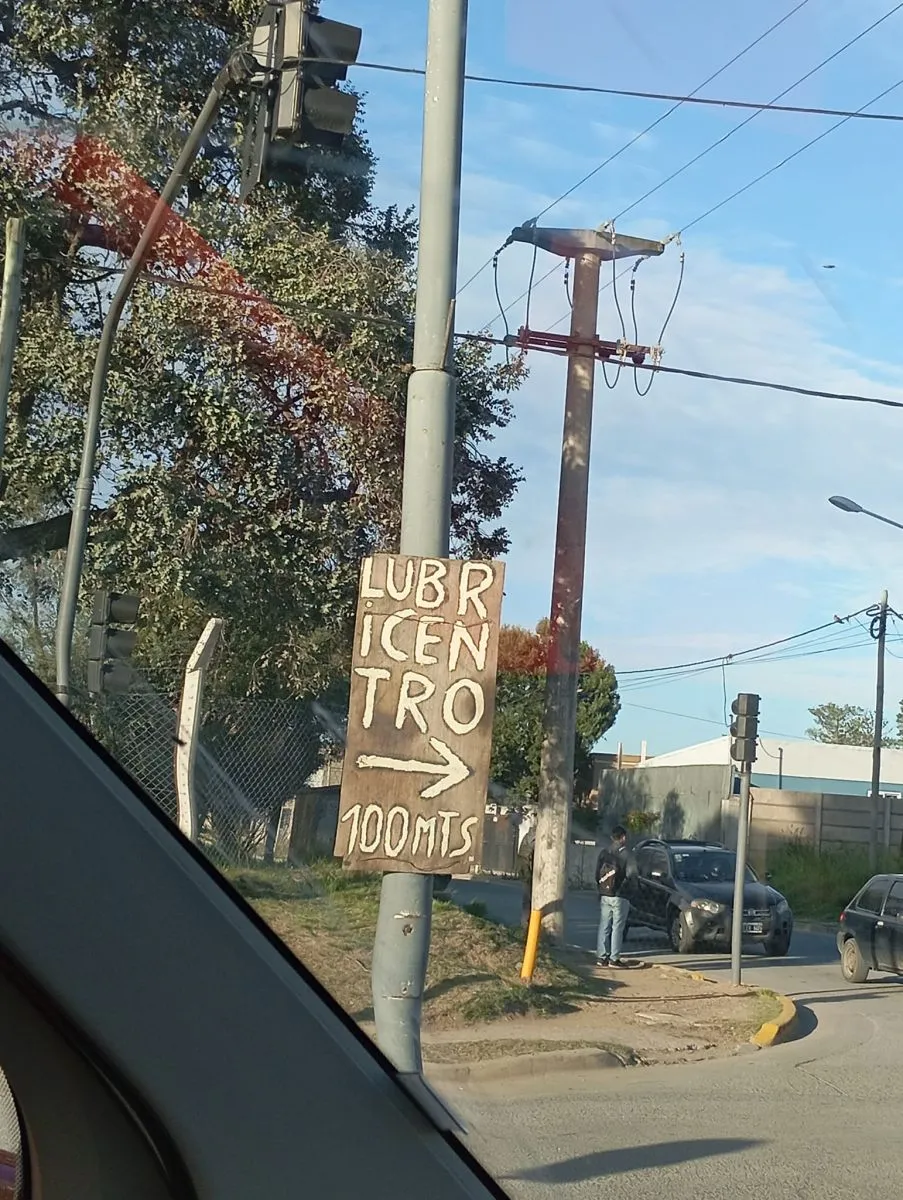 LUBR
ICEN
TRO
→
100MTS.